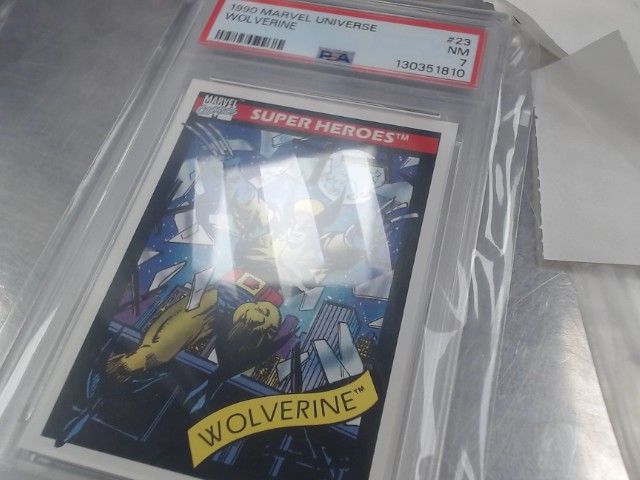 1990 MARVEL UNIVERSE #23
WOLVERINE NM
7
PSA 130351810
MARVEL
SUPER HEROES™
WOLVERINE™